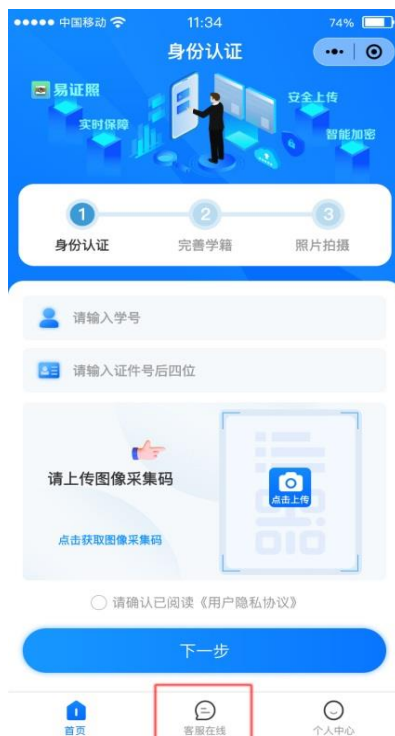 中国移动 11:34 74%
身份认证
易证照
安全上传
实时保障
智能加密
1 2 3
身份认证 完善学籍 照片拍摄
请输入学号
请输入证件号后四位
请上传图像采集码
点击上传
点击获取图像采集码
请确认已阅读《用户隐私协议》
下一步
首页 客服在线 个人中心